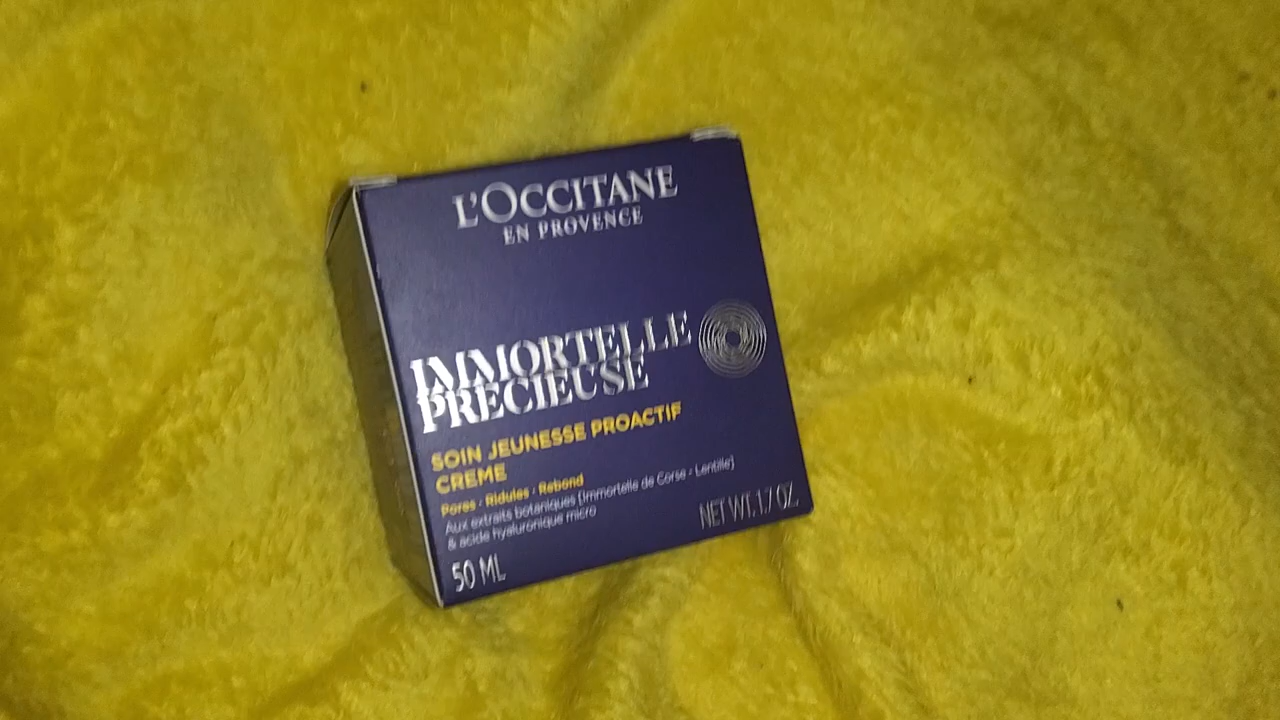 L'OCCITANE
EN PROVENCE
IMMORTELLE
PRECIEUSE
SOIN JEUNESSE PROACTIF
CREME
Pores - Ridules - Rebond
Aux extraits botaniques (Immortelle de Corse - Lentille)
& acide hyaluronique micro
50 ML
NET WT. 1.7 OZ.